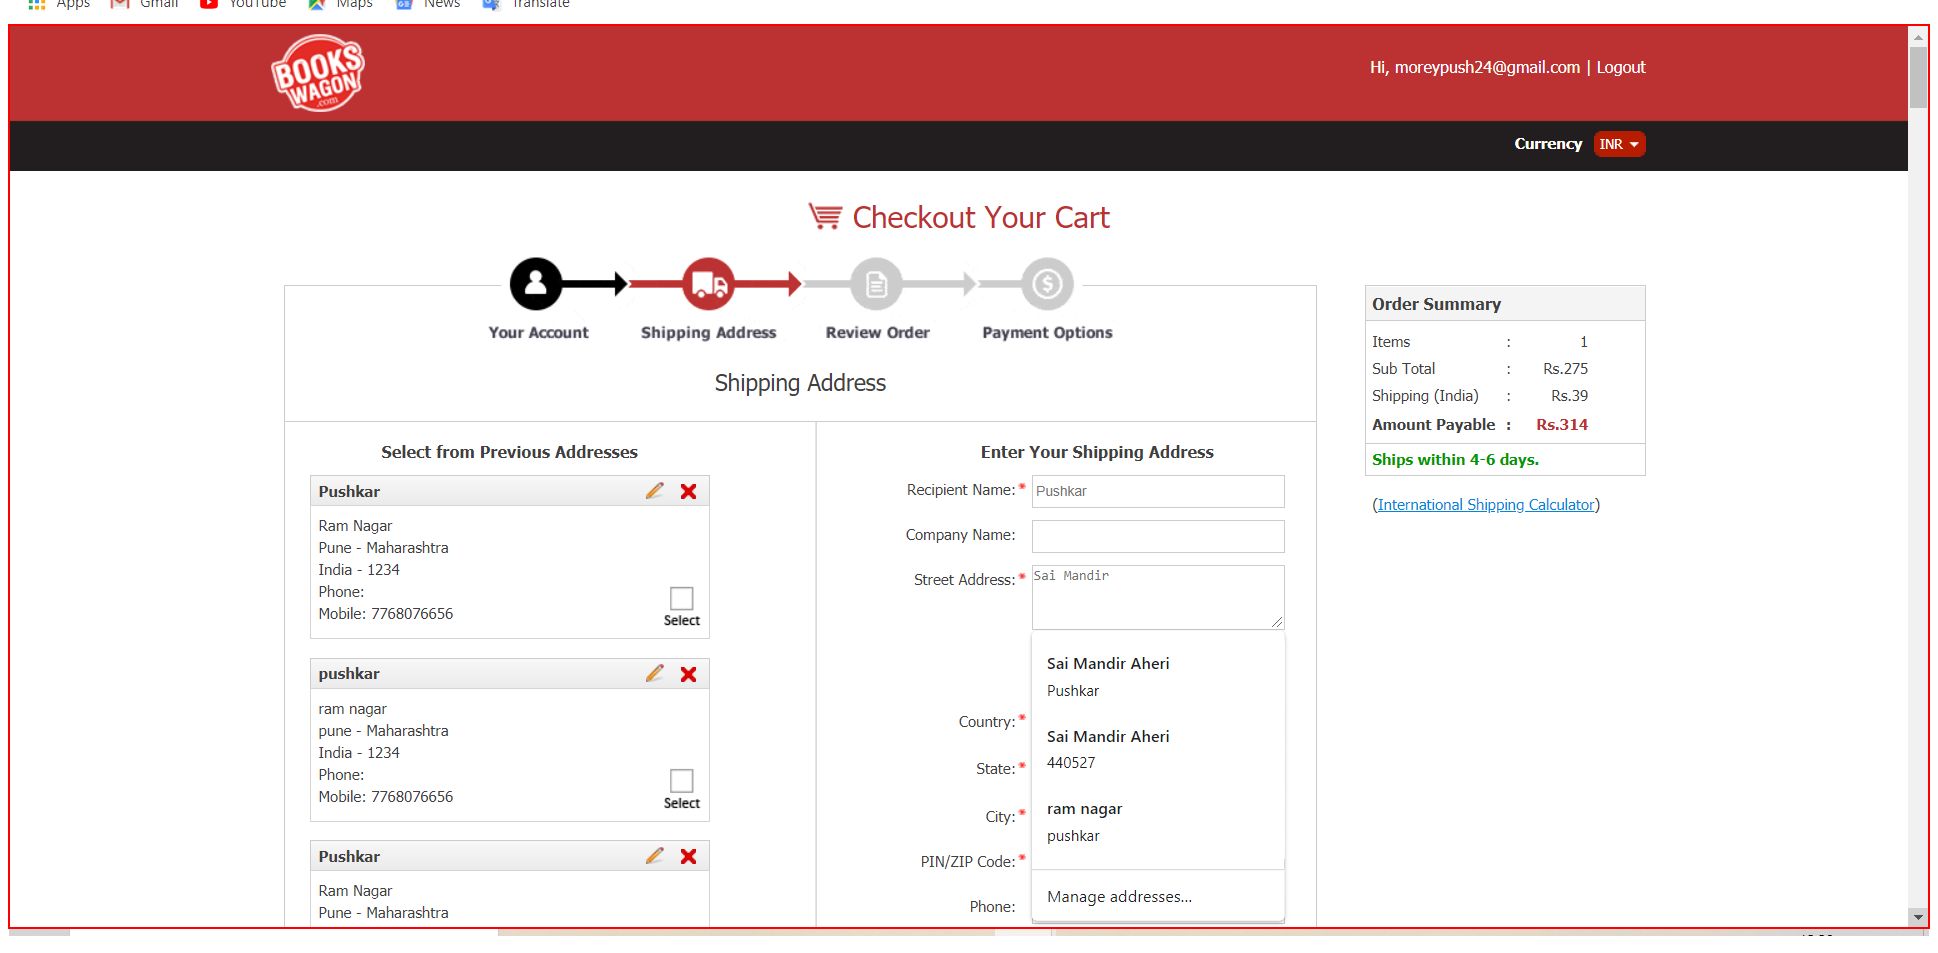 Apps Gmail YouTube Maps News Translate
BOOKS
WAGON
.com
Hi, moreypush24@gmail.com | Logout
Currency INR
Checkout Your Cart
Your Account Shipping Address Review Order Payment Options
Shipping Address
Select from Previous Addresses
Pushkar
Ram Nagar
Pune - Maharashtra
India - 1234
Phone:
Mobile: 7768076656
Select
pushkar
ram nagar
pune - Maharashtra
India - 1234
Phone:
Mobile: 7768076656
Select
Pushkar
Ram Nagar
Pune - Maharashtra
Enter Your Shipping Address
Recipient Name:* Pushkar
Company Name:
Street Address:* Sai Mandir
Sai Mandir Aheri
Pushkar
Sai Mandir Aheri
440527
ram nagar
pushkar
Manage addresses...
Country:*
State:*
City:*
PIN/ZIP Code:*
Phone:
Order Summary
Items : 1
Sub Total : Rs.275
Shipping (India) : Rs.39
Amount Payable : Rs.314
Ships within 4-6 days.
(International Shipping Calculator)